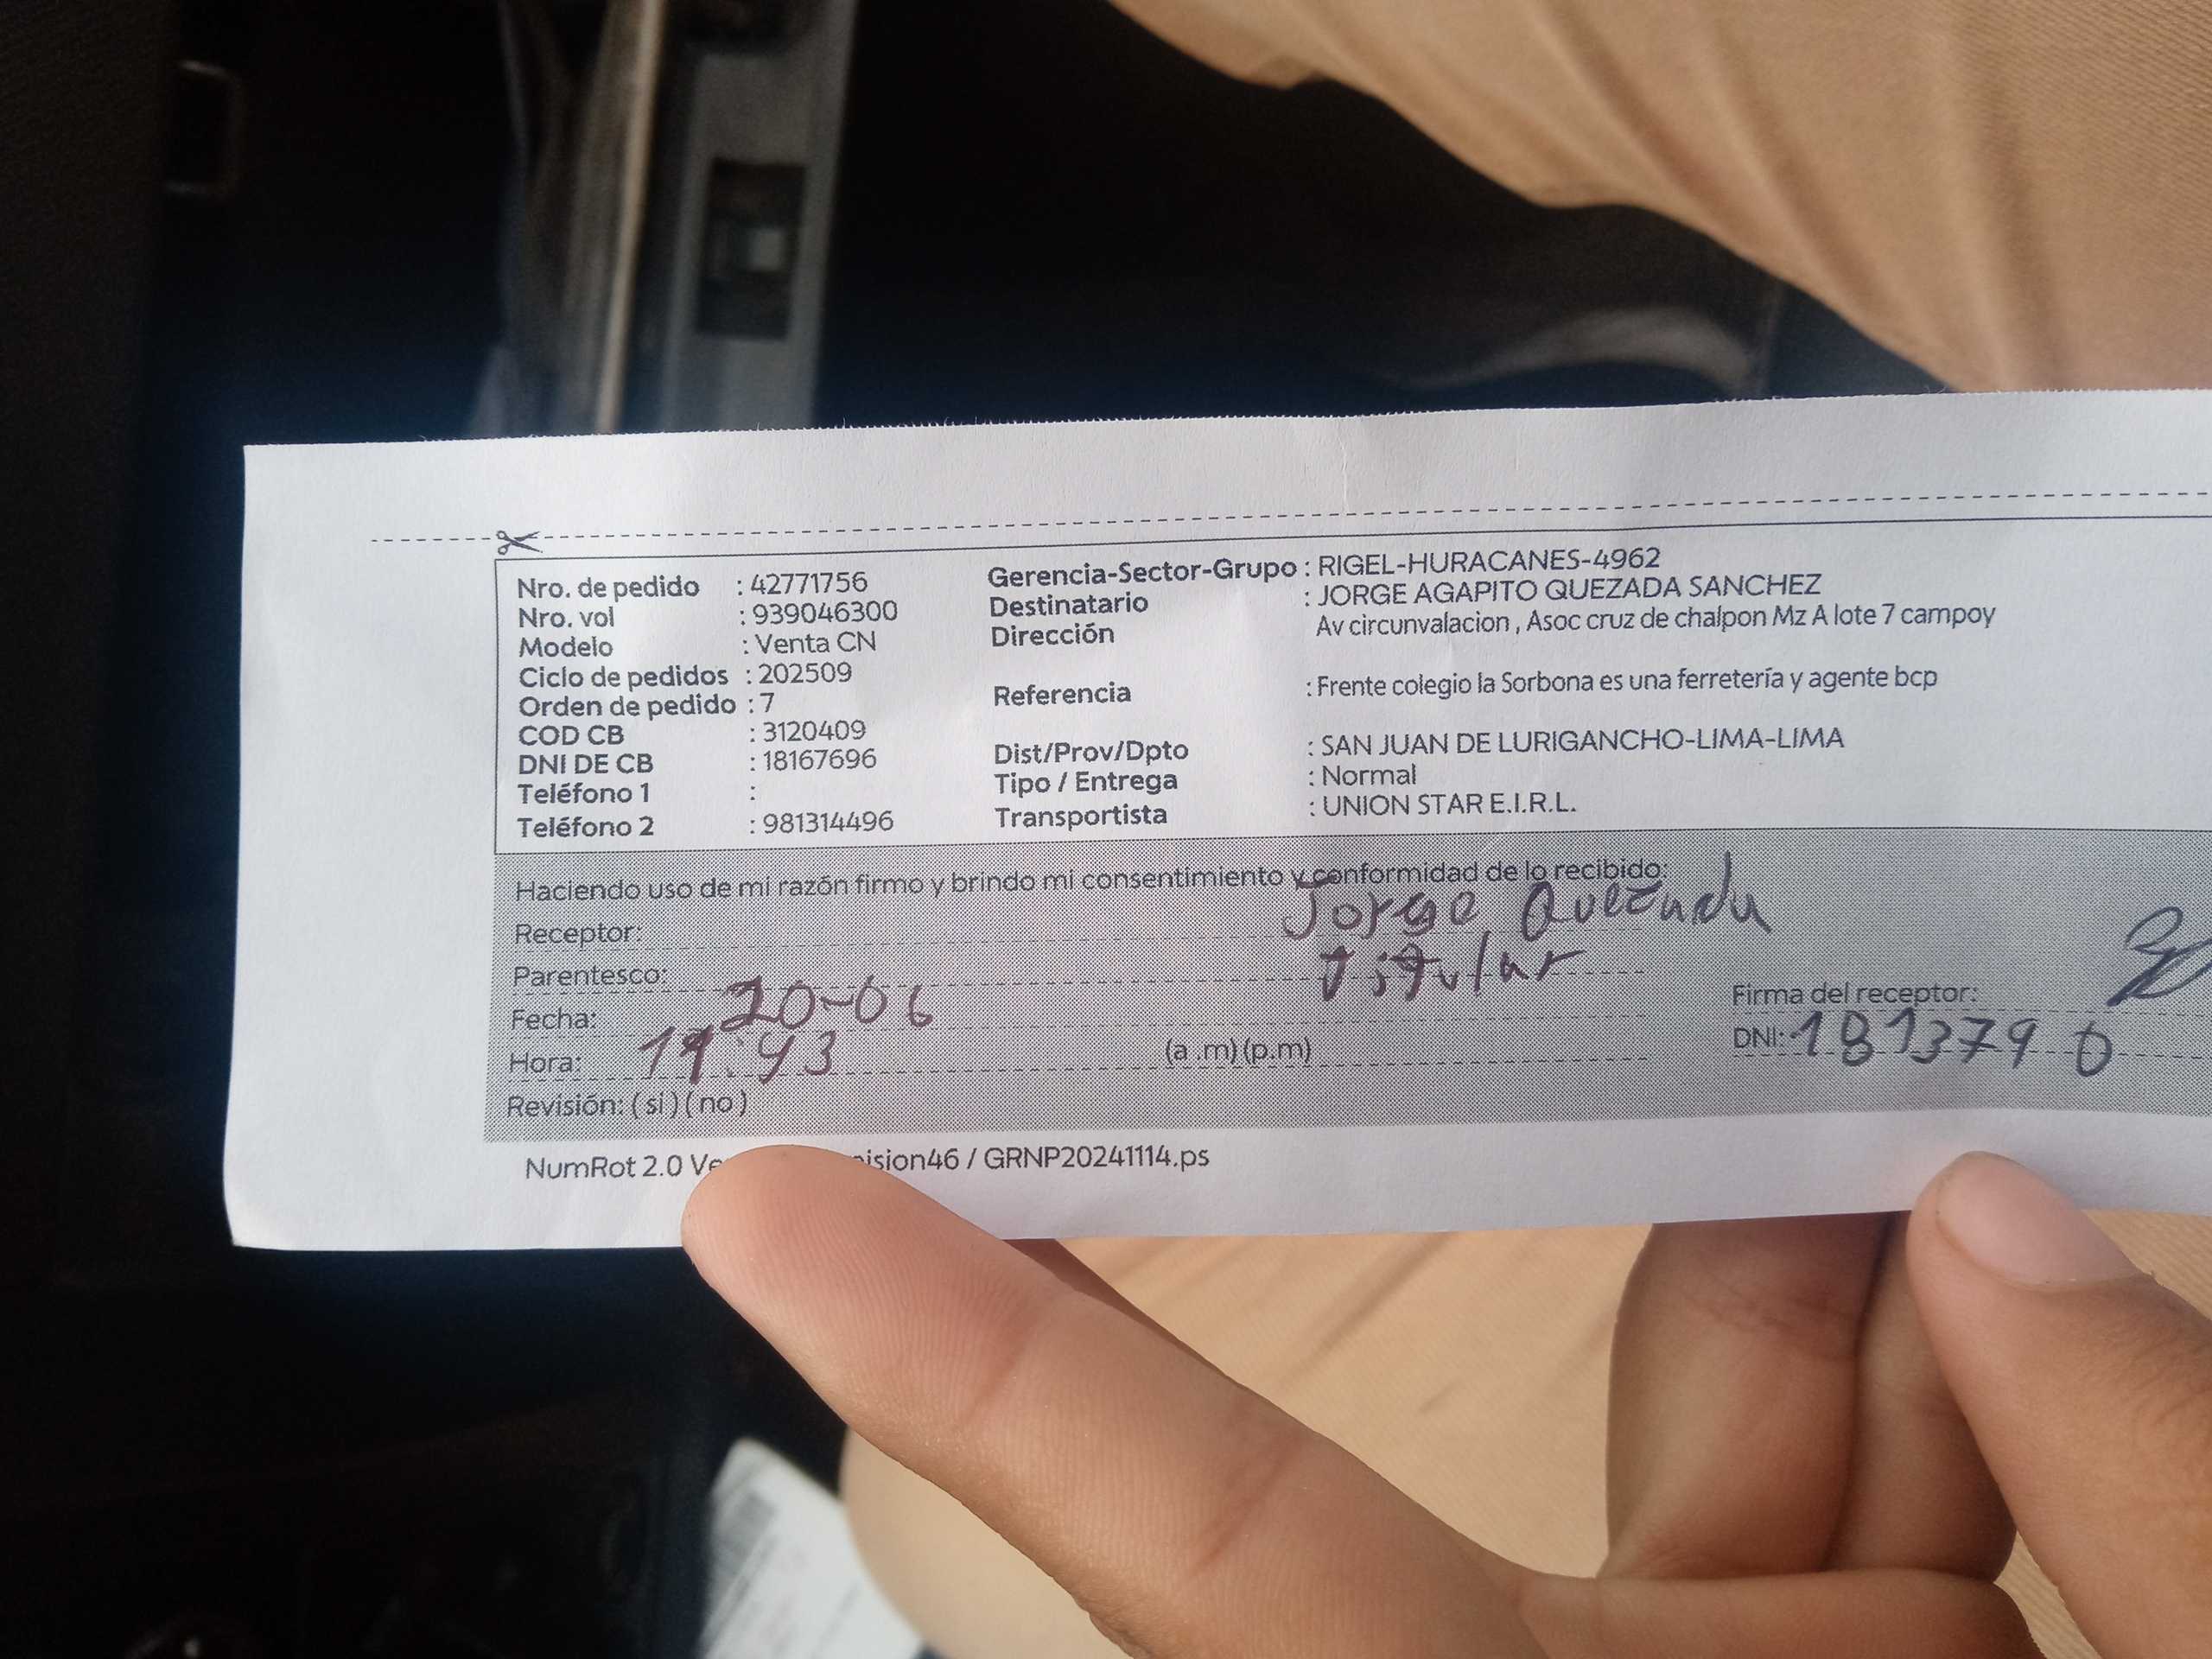 Nro. de pedido : 42771756
Nro. vol : 939046300
Modelo : Venta CN
Ciclo de pedidos : 202509
Orden de pedido : 7
COD CB : 3120409
DNI DE CB : 18167696
Teléfono 1 :
Teléfono 2 : 981314496
Gerencia-Sector-Grupo : RIGEL-HURACANES-4962
Destinatario : JORGE AGAPITO QUEZADA SANCHEZ
Dirección Av circunvalacion , Asoc cruz de chalpon Mz A lote 7 campoy
Referencia : Frente colegio la Sorbona es una ferretería y agente bcp
Dist/Prov/Dpto : SAN JUAN DE LURIGANCHO-LIMA-LIMA
Tipo / Entrega : Normal
Transportista : UNION STAR E.I.R.L.
Haciendo uso de mi razón firmo y brindo mi consentimiento y conformidad de lo recibido:
Receptor: Jorge Quezada
Parentesco: titular
Fecha: 20-06
Hora: (a .m) (p.m)
Revisión: ( si ) ( no )
Firma del receptor:
DNI: 1813790
NumRot 2.0 / GRNP20241114.ps